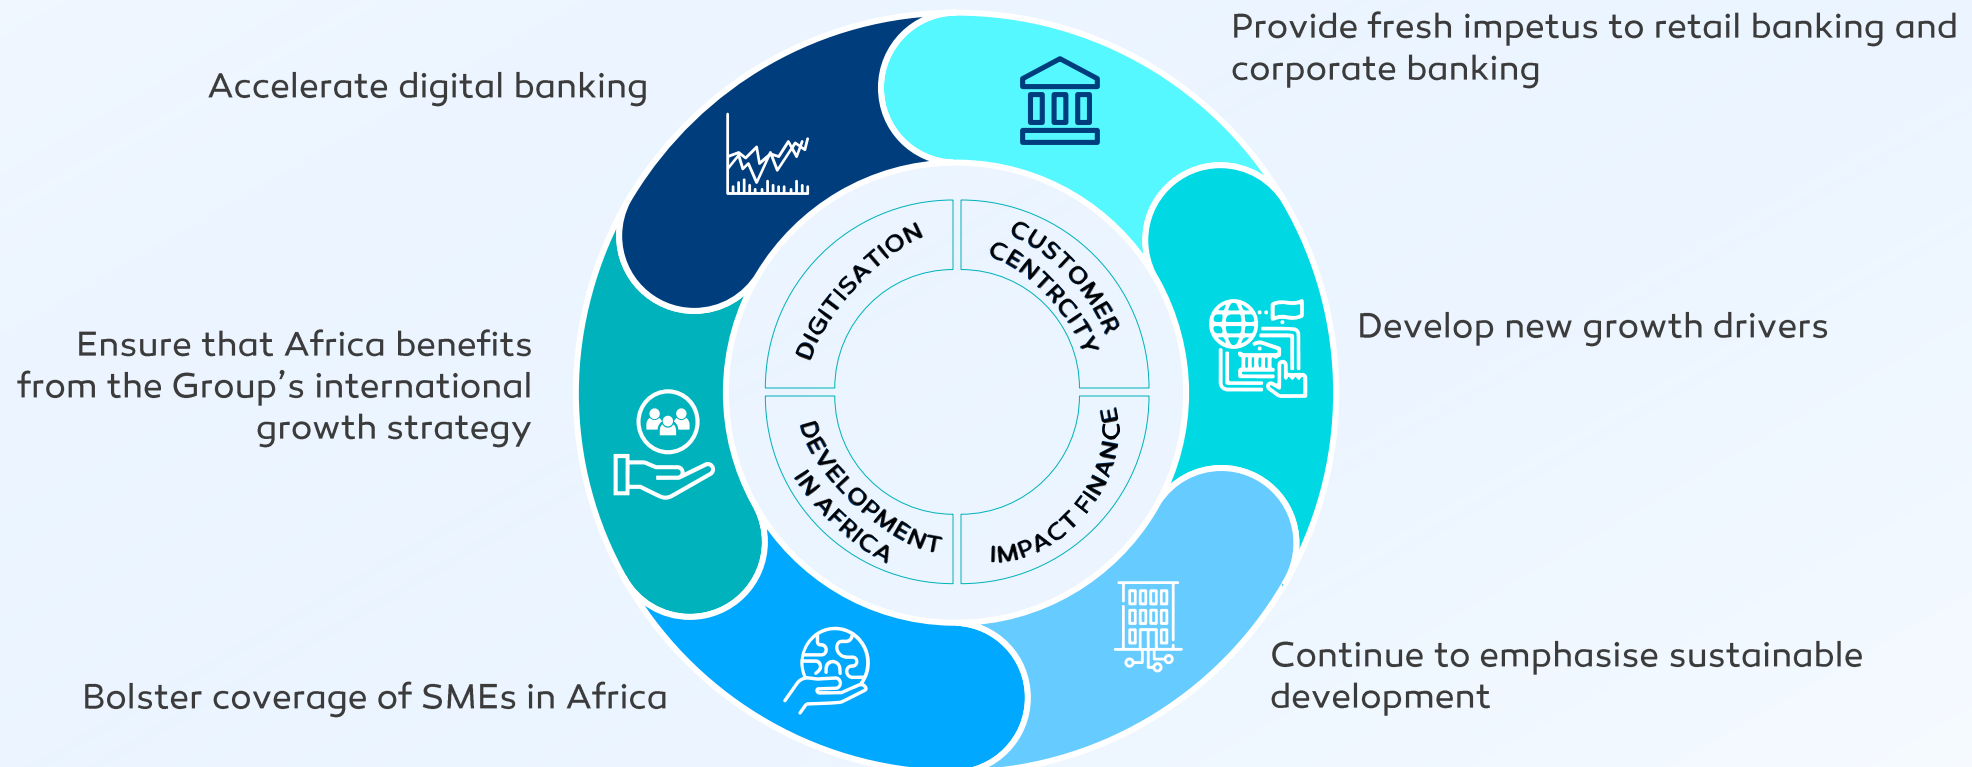 Provide fresh impetus to retail banking and
corporate banking
Accelerate digital banking
DIGITISATION
CUSTOMER
CENTRCITY
Develop new growth drivers
Ensure that Africa benefits
from the Group's international
growth strategy
DEVELOPMENT
IN AFRICA
IMPACT FINANCE
Continue to emphasise sustainable
development
Bolster coverage of SMEs in Africa